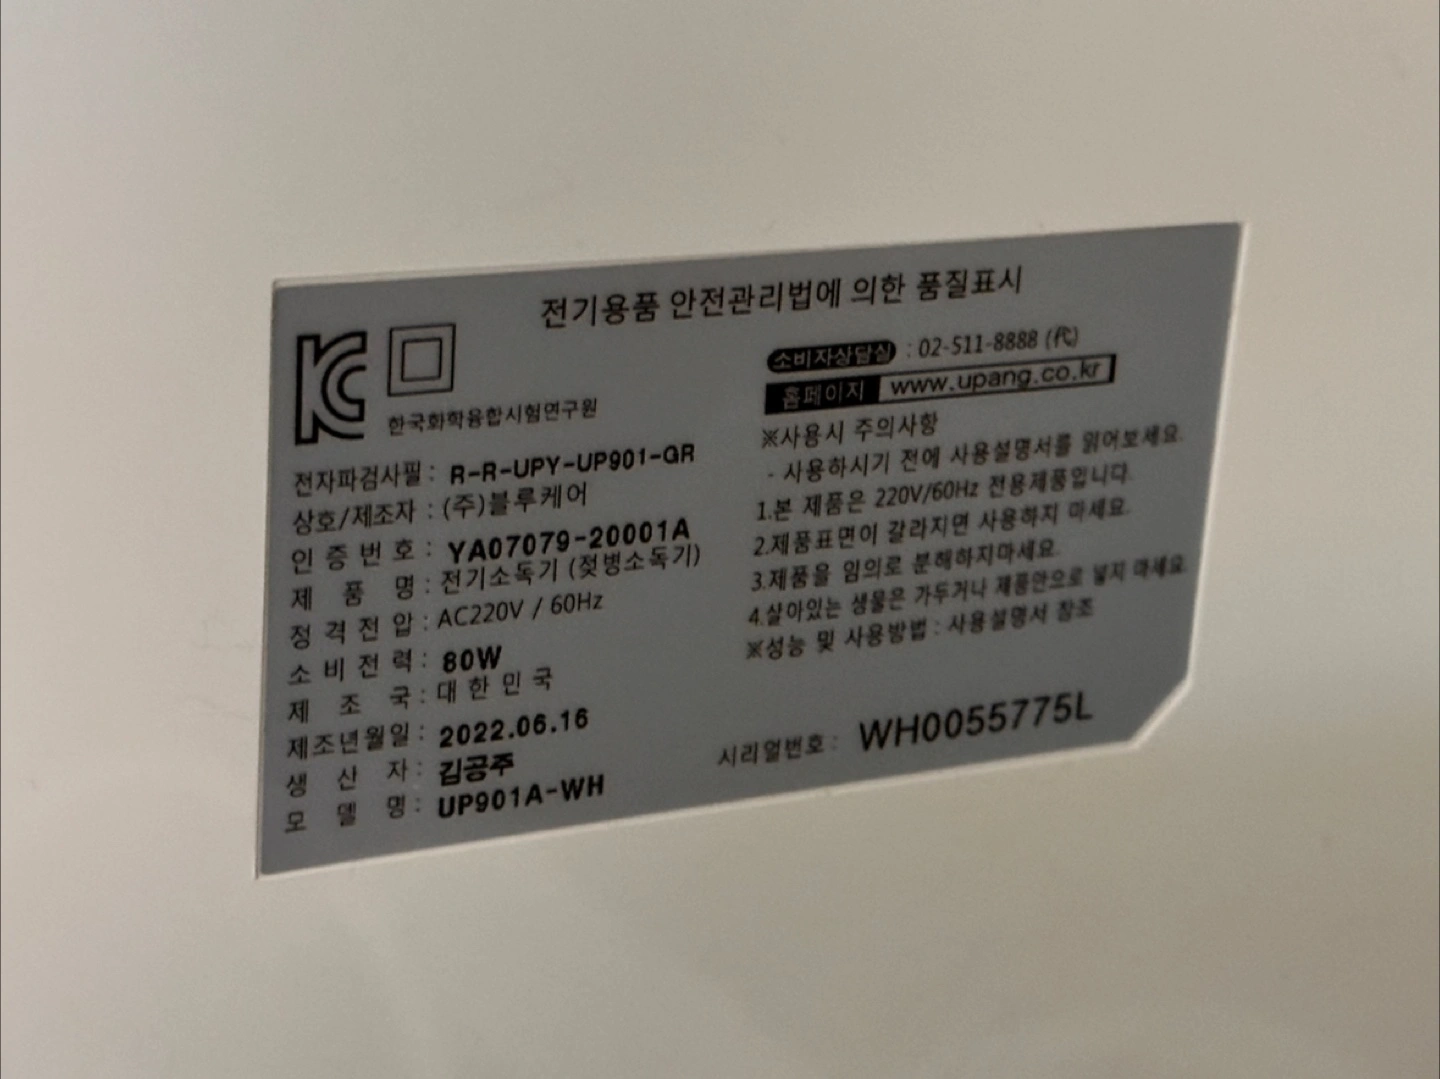 전기용품 안전관리법에 의한 품질표시
한국화학융합시험연구원
전자파검사필 : R-R-UPY-UP901-GR
상호/제조자 : (주)블루케어
인증번호 : YA07079-20001A
제품명 : 전기소독기 (젖병소독기)
정격전압 : AC220V / 60Hz
소비전력 : 80W
제조국 : 대한민국
제조년월일 : 2022.06.16
생산자 : 김공주
모델명 : UP901A-WH
소비자상담실 : 02-511-8888 (代)
홈페이지 www.upang.co.kr
※사용시 주의사항
- 사용하시기 전에 사용설명서를 읽어보세요.
1.본 제품은 220V/60Hz 전용제품입니다.
2.제품표면이 갈라지면 사용하지 마세요.
3.제품을 임의로 분해하지마세요.
4.살아있는 생물은 가두거나 제품안으로 넣지 마세요.
※성능 및 사용방법 : 사용설명서 참조
시리얼번호 : WH0055775L